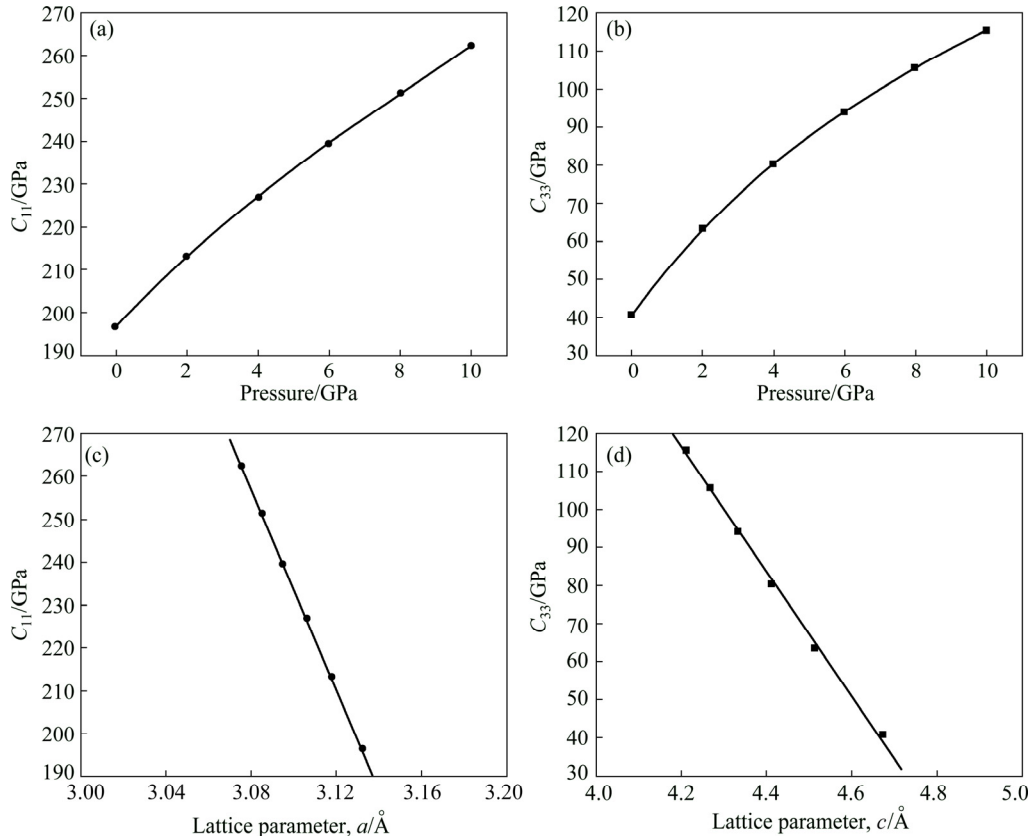 (a)
270
260
250
240
230
220
210
200
190
C11/GPa
0 2 4 6 8 10
Pressure/GPa
(b)
120
110
100
90
80
70
60
50
40
30
C33/GPa
0 2 4 6 8 10
Pressure/GPa
(c)
270
260
250
240
230
220
210
200
190
C11/GPa
3.00 3.04 3.08 3.12 3.16 3.20
Lattice parameter, a/Å
(d)
120
110
100
90
80
70
60
50
40
30
C33/GPa
4.0 4.2 4.4 4.6 4.8 5.0
Lattice parameter, c/Å